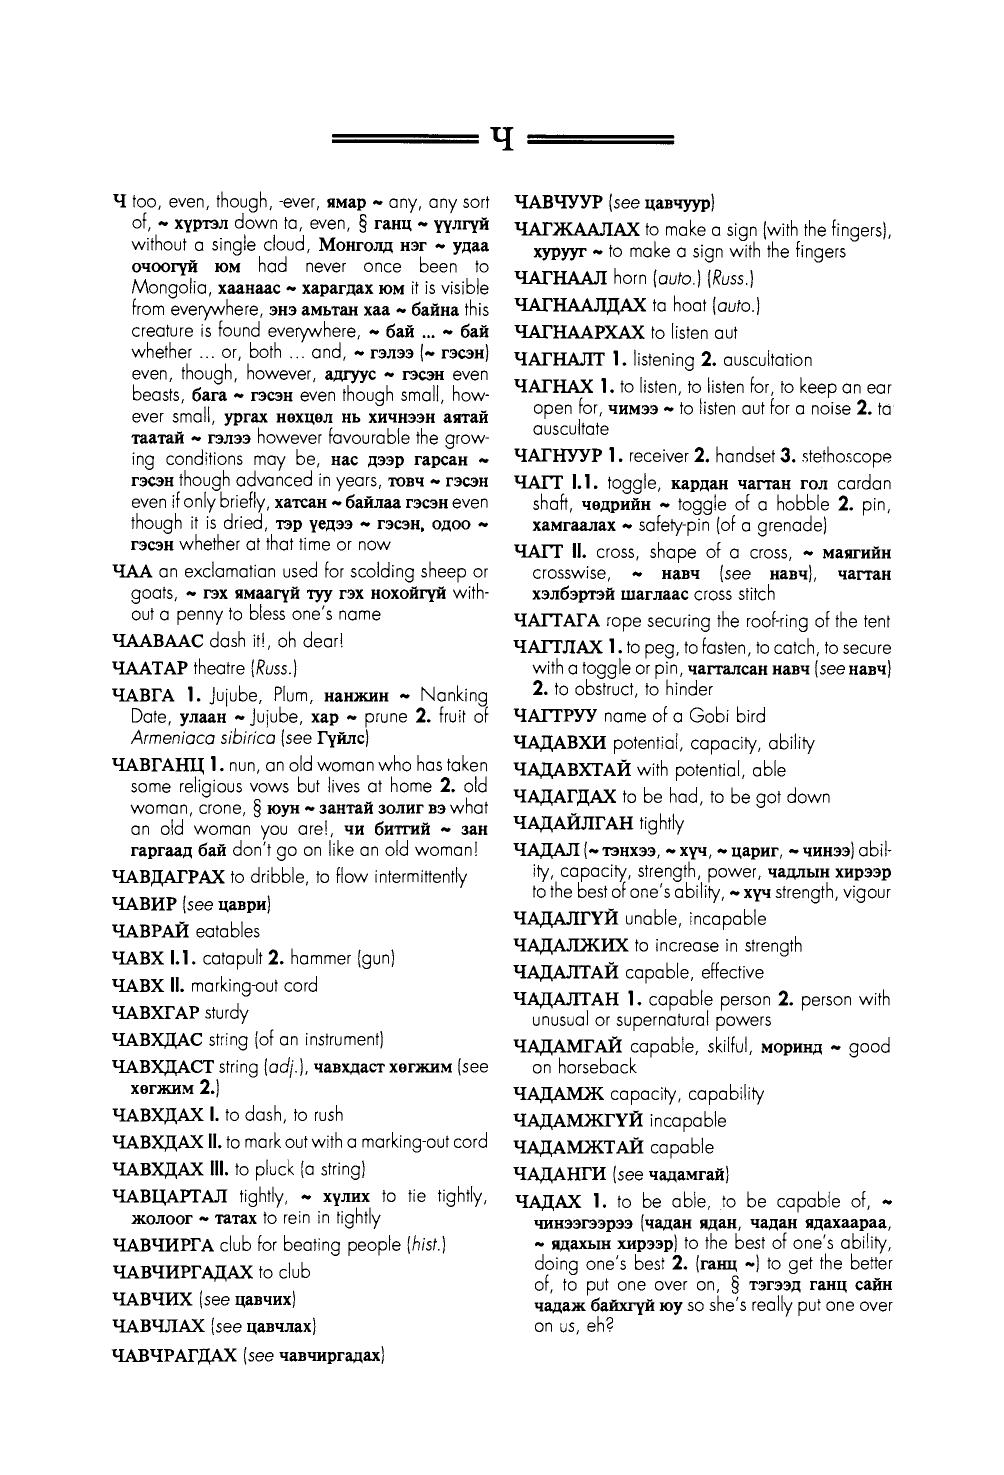 Ч
Ч too, even, though, -ever, ямар ~ any, any sort
of, ~ хүртэл down ta, even, § ганц ~ үүлгүй
without a single cloud, Монголд нэг ~ удаа
очоогүй юм had never once been to
Mongolia, хаанаас ~ харагдах юм it is visible
from everywhere, энэ амьтан хаа ~ байна this
creature is found everywhere, ~ бай ... ~ бай
whether ... or, both ... and, ~ гэлээ (~ гэсэн)
even, though, however, адгуус ~ гэсэн even
beasts, бага ~ гэсэн even though small, how-
ever small, ургах нөхцөл нь хичнээн аятай
таатай ~ гэлээ however favourable the grow-
ing conditions may be, нас дээр гарсан ~
гэсэн though advanced in years, товч ~ гэсэн
even if only briefly, хатсан ~ байлаа гэсэн even
though it is dried, тэр үедээ ~ гэсэн, одоо ~
гэсэн whether at that time or now
ЧАА an exclamatian used for scolding sheep or
goats, ~ гэх ямаагүй туу гэх нохойгүй with-
out a penny to bless one's name
ЧААВААС dash it!, oh dear!
ЧААТАР theatre (Russ.)
ЧАВГА 1. Jujube, Plum, нанжин ~ Nanking
Date, улаан ~ Jujube, хар ~ prune 2. fruit of
Armeniaca sibirica (see Гүйлс)
ЧАВГАНЦ 1. nun, an old woman who has taken
some religious vows but lives at home 2. old
woman, crone, § юун ~ зантай золиг вэ what
an old woman you are!, чи битгий ~ зан
гаргаад бай don't go on like an old woman!
ЧАВДАГРАХ to dribble, to flow intermittently
ЧАВИР (see цаври)
ЧАВРАЙ eatables
ЧАВХ I.1. catapult 2. hammer (gun)
ЧАВХ II. marking-out cord
ЧАВХГАР sturdy
ЧАВХДАС string (of an instrument)
ЧАВХДАСТ string (adj.), чавхдаст хөгжим (see
хөгжим 2.)
ЧАВХДАХ I. to dash, to rush
ЧАВХДАХ II. to mark out with a marking-out cord
ЧАВХДАХ III. to pluck (a string)
ЧАВЦАРТАЛ tightly, ~ хүлих to tie tightly,
жолоог ~ татах to rein in tightly
ЧАВЧИРГА club for beating people (hist.)
ЧАВЧИРГАДАХ to club
ЧАВЧИХ (see цавчих)
ЧАВЧЛАХ (see цавчлах)
ЧАВЧРАГДАХ (see чавчиргадах)
ЧАВЧУУР (see цавчуур)
ЧАГЖААЛАХ to make a sign (with the fingers),
хурууг ~ to make a sign with the fingers
ЧАГНААЛ horn (auto.) (Russ.)
ЧАГНААЛДАХ ta hoat (auto.)
ЧАГНААРХАХ to listen aut
ЧАГНАЛТ 1. listening 2. auscultation
ЧАГНАХ 1. to listen, to listen for, to keep an ear
open for, чимээ ~ to listen aut for a noise 2. ta
auscultate
ЧАГНУУР 1. receiver 2. handset 3. stethoscope
ЧАГТ I.1. toggle, кардан чагтан гол cardan
shaft, чөдрийн ~ toggle of a hobble 2. pin,
хамгаалах ~ safety-pin (of a grenade)
ЧАГТ II. cross, shape of a cross, ~ маягийн
crosswise, ~ навч (see навч), чагтан
хэлбэртэй шаглаас cross stitch
ЧАГТАГА rope securing the roof-ring of the tent
ЧАГТЛАХ 1. to peg, to fasten, to catch, to secure
with a toggle or pin, чагталсан навч (see навч)
2. to obstruct, to hinder
ЧАГТРУУ name of a Gobi bird
ЧАДАВХИ potential, capacity, ability
ЧАДАВХТАЙ with potential, able
ЧАДАГДАХ to be had, to be got down
ЧАДАЙЛГАН tightly
ЧАДАЛ (~ тэнхээ, ~ хүч, ~ цариг, ~ чинээ) abil-
ity, capacity, strength, power, чадлын хирээр
to the best of one's ability, ~ хүч strength, vigour
ЧАДАЛГҮЙ unable, incapable
ЧАДАЛЖИХ to increase in strength
ЧАДАЛТАЙ capable, effective
ЧАДАЛТАН 1. capable person 2. person with
unusual or supernatural powers
ЧАДАМГАЙ capable, skilful, моринд ~ good
on horseback
ЧАДАМЖ capacity, capability
ЧАДАМЖГҮЙ incapable
ЧАДАМЖТАЙ capable
ЧАДАНГИ (see чадамгай)
ЧАДАХ 1. to be able, to be capable of, ~
чинээгээрээ (чадан ядан, чадан ядахаараа,
~ ядахын хирээр) to the best of one's ability,
doing one's best 2. (ганц ~) to get the better
of, to put one over on, § тэгээд ганц сайн
чадаж байхгүй юу so she's really put one over
on us, eh?